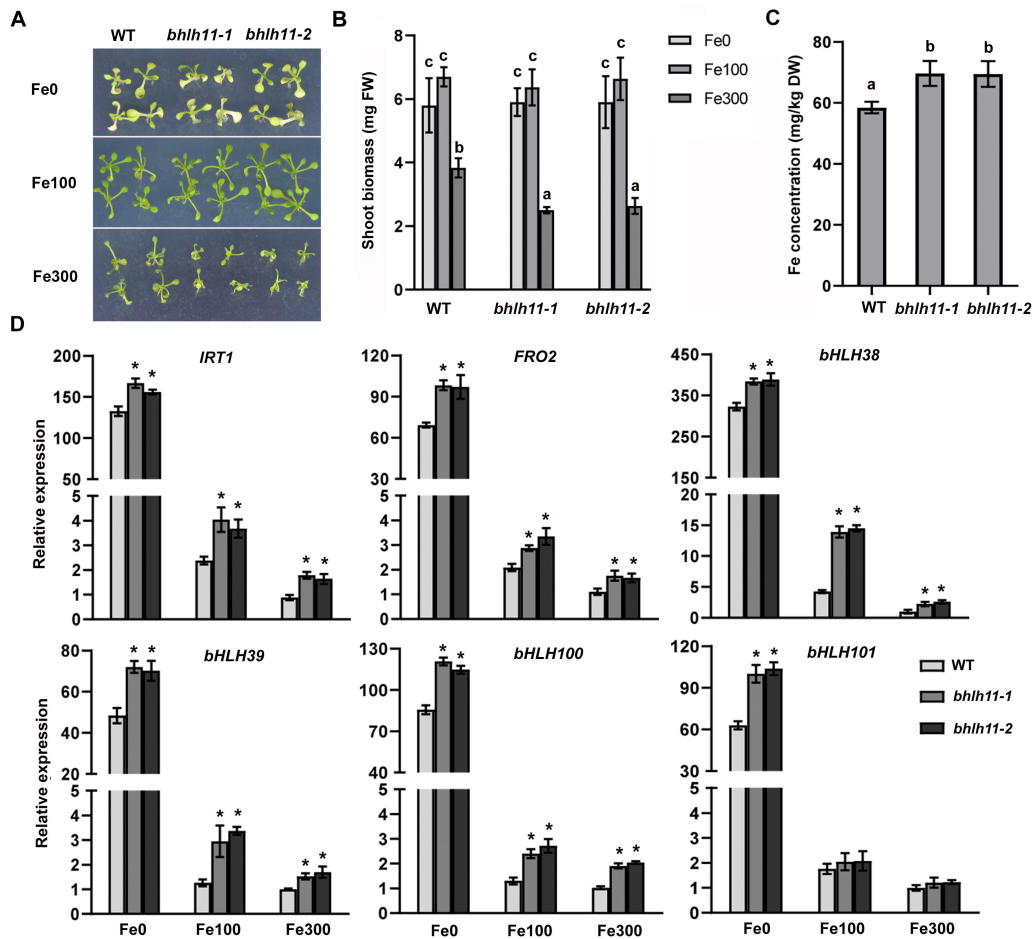 A
WT bhlh11-1 bhlh11-2
Fe0
Fe100
Fe300
B
Shoot biomass (mg FW)
8
6
4
2
0
c c b
c c a
c c a
WT bhlh11-1 bhlh11-2
Fe0
Fe100
Fe300
C
Fe concentration (mg/kg DW)
80
60
40
20
0
a b b
WT bhlh11-1 bhlh11-2
D
IRT1
Relative expression
200
150
100
50
5
4
3
2
1
0
* *
* *
* *
FRO2
120
90
60
30
5
4
3
2
1
0
* *
* *
* *
bHLH38
450
350
250
150
20
15
10
5
0
* *
* *
* *
bHLH39
Relative expression
80
60
40
20
5
4
3
2
1
0
* *
* *
* *
Fe0 Fe100 Fe300
bHLH100
130
100
70
40
5
4
3
2
1
0
* *
* *
* *
Fe0 Fe100 Fe300
bHLH101
120
90
60
30
5
4
3
2
1
0
* *
Fe0 Fe100 Fe300
WT
bhlh11-1
bhlh11-2